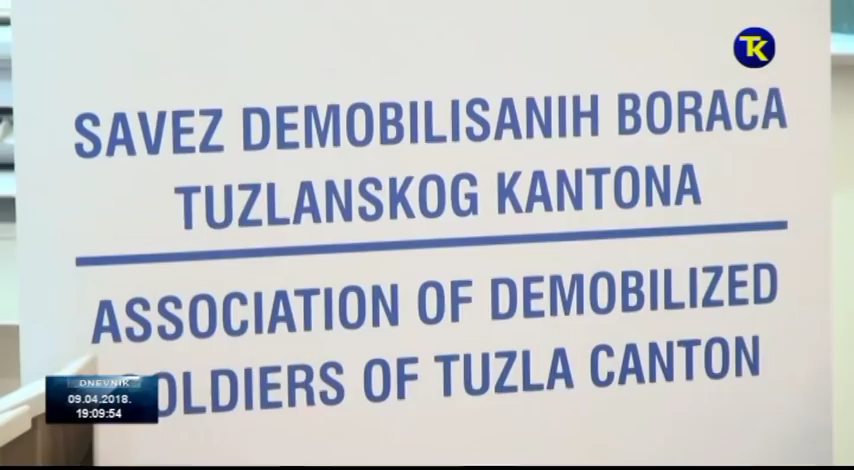 TK
SAVEZ DEMOBILISANIH BORACA
TUZLANSKOG KANTONA
ASSOCIATION OF DEMOBILIZED
OLDIERS OF TUZLA CANTON
DNEVNIK
09.04.2018.
19:09:54